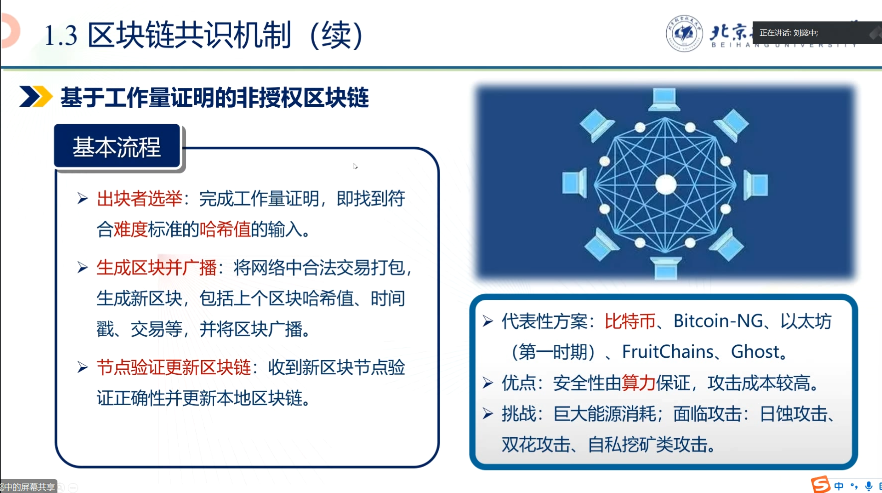 1.3 区块链共识机制（续）
北京
BEIHANG UNIVERSITY
正在讲话: 刘懿中;
基于工作量证明的非授权区块链
基本流程
出块者选举：完成工作量证明，即找到符
合难度标准的哈希值的输入。
生成区块并广播：将网络中合法交易打包，
生成新区块，包括上个区块哈希值、时间
戳、交易等，并将区块广播。
节点验证更新区块链：收到新区块节点验
证正确性并更新本地区块链。
代表性方案：比特币、Bitcoin-NG、以太坊
（第一时期）、FruitChains、Ghost。
优点：安全性由算力保证，攻击成本较高。
挑战：巨大能源消耗；面临攻击：日蚀攻击、
双花攻击、自私挖矿类攻击。
中的屏幕共享
中